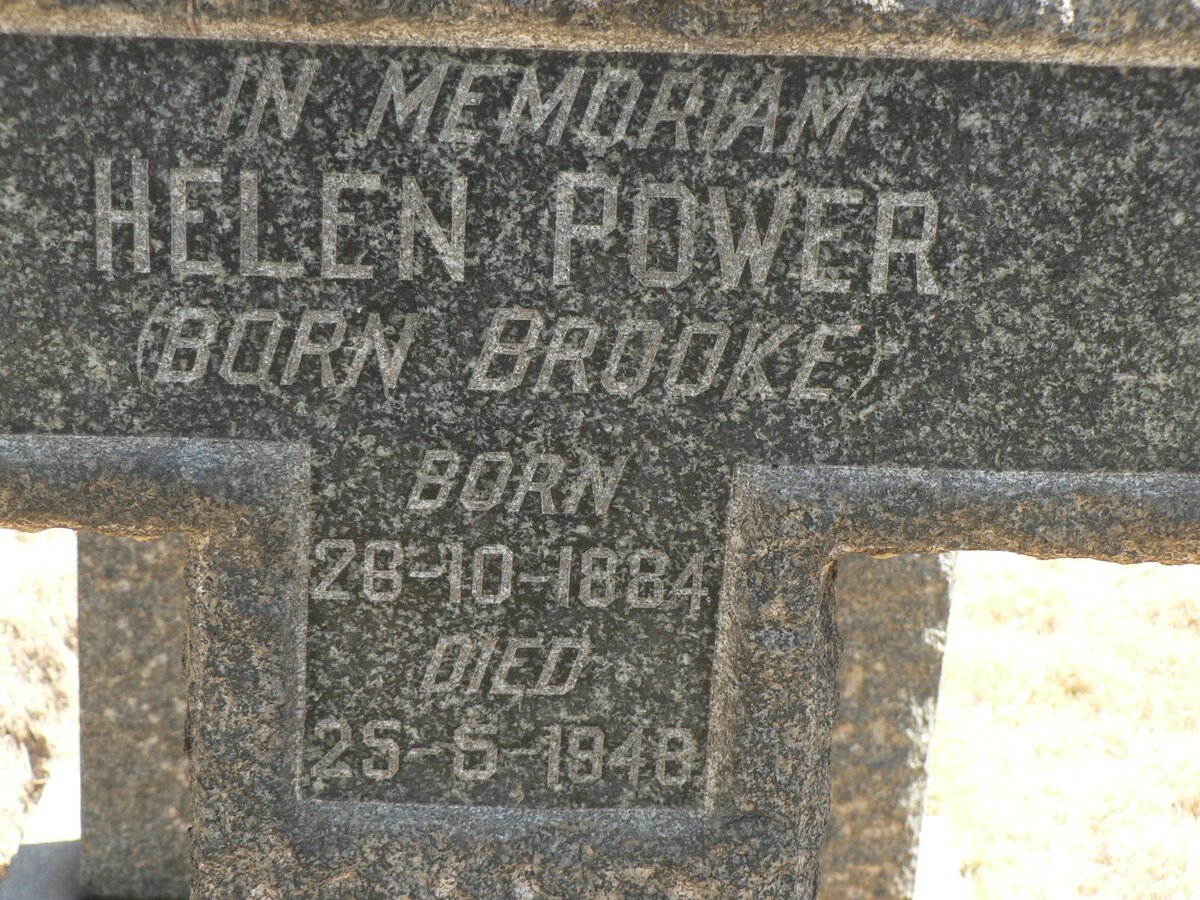 IN MEMORIAM
HELEN POWER
(BORN BROOKE)
BORN
28-10-1884
DIED
25-5-1948